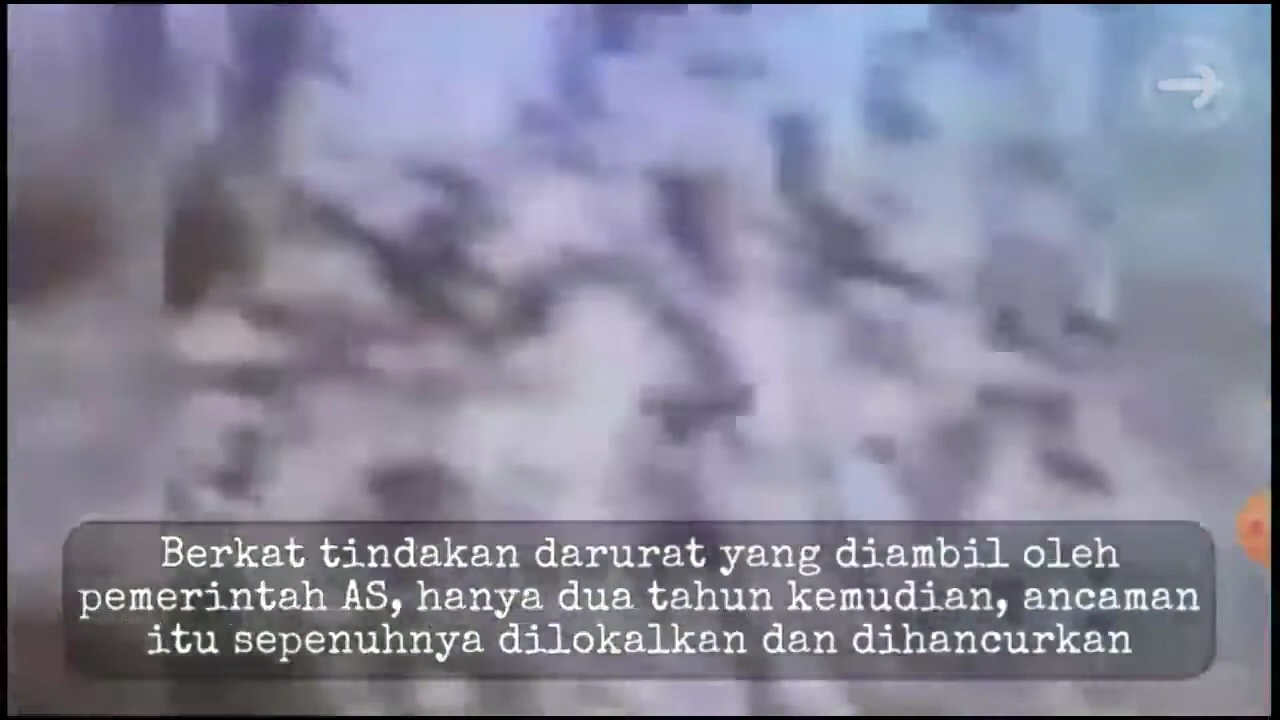 Berkat tindakan darurat yang diambil oleh
pemerintah AS, hanya dua tahun kemudian, ancaman
itu sepenuhnya dilokalkan dan dihancurkan